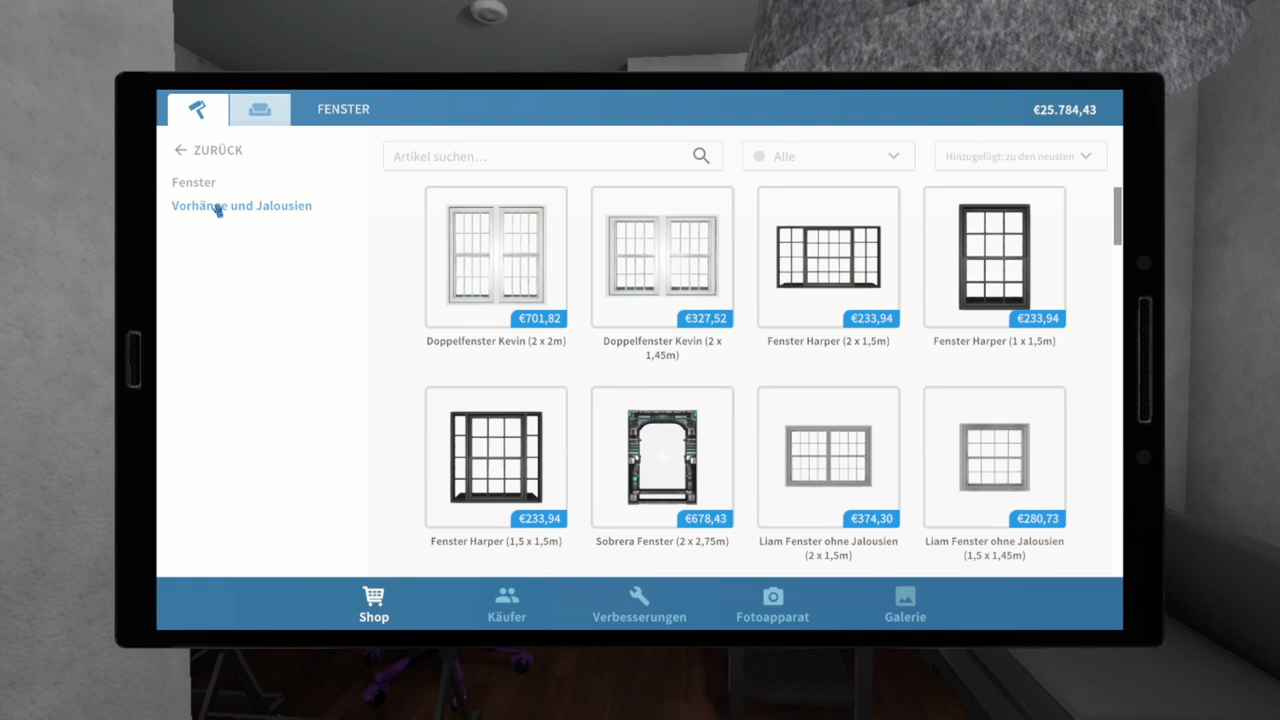 FENSTER
€25.784,43
ZURÜCK
Fenster
Vorhänge und Jalousien
Artikel suchen...
Alle
Hinzugefügt: zu den neusten
€701,82
Doppelfenster Kevin (2 x 2m)
€327,52
Doppelfenster Kevin (2 x
1,45m)
€233,94
Fenster Harper (2 x 1,5m)
€233,94
Fenster Harper (1 x 1,5m)
€233,94
Fenster Harper (1,5 x 1,5m)
€678,43
Sobrera Fenster (2 x 2,75m)
€374,30
Liam Fenster ohne Jalousien
(2 x 1,5m)
€280,73
Liam Fenster ohne Jalousien
(1,5 x 1,45m)
Shop
Käufer
Verbesserungen
Fotoapparat
Galerie